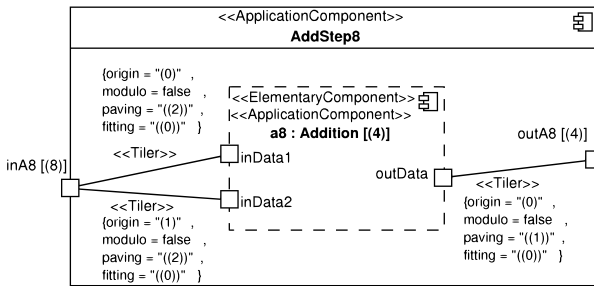 <<ApplicationComponent>>
AddStep8
{origin = "(0)" ,
modulo = false ,
paving = "((2))" ,
fitting = "((0))" }
<<ElementaryComponent>>
<<ApplicationComponent>>
a8 : Addition [(4)]
inA8 [(8)]
<<Tiler>>
inData1
outData
outA8 [(4)]
<<Tiler>>
inData2
<<Tiler>>
{origin = "(1)" ,
modulo = false ,
paving = "((2))" ,
fitting = "((0))" }
{origin = "(0)" ,
modulo = false ,
paving = "((1))" ,
fitting = "((0))" }